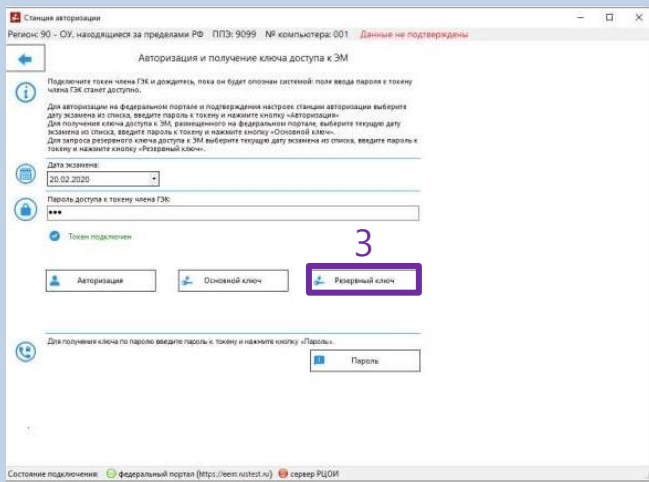 Станция авторизации
Регион: 90 – ОУ, находящиеся за пределами РФ ППЭ: 9099 № компьютера: 001 Данные не подтверждены
Авторизация и получение ключа доступа к ЭМ
Подключите токен члена ГЭК и дождитесь, пока он будет опознан системой: поле ввода пароля к токену
члена ГЭК станет доступно.
Для авторизации на федеральном портале и подтверждения настроек станции авторизации выберите
дату экзамена из списка, введите пароль к токену и нажмите кнопку «Авторизация»
Для получения ключа доступа к ЭМ, размещенного на федеральном портале, выберите текущую дату
экзамена из списка, введите пароль к токену и нажмите кнопку «Основной ключ».
Для запроса резервного ключа доступа к ЭМ выберите текущую дату экзамена из списка, введите пароль к
токену и нажмите кнопку «Резервный ключ».
Дата экзамена:
20.02.2020
Пароль доступа к токену члена ГЭК:
•••
Токен подключен
3
Авторизация Основной ключ Резервный ключ
Для получения ключа по паролю введите пароль к токену и нажмите кнопку «Пароль».
Пароль
Состояние подключения: федеральный портал (https://eem.rustest.ru) сервер РЦОИ